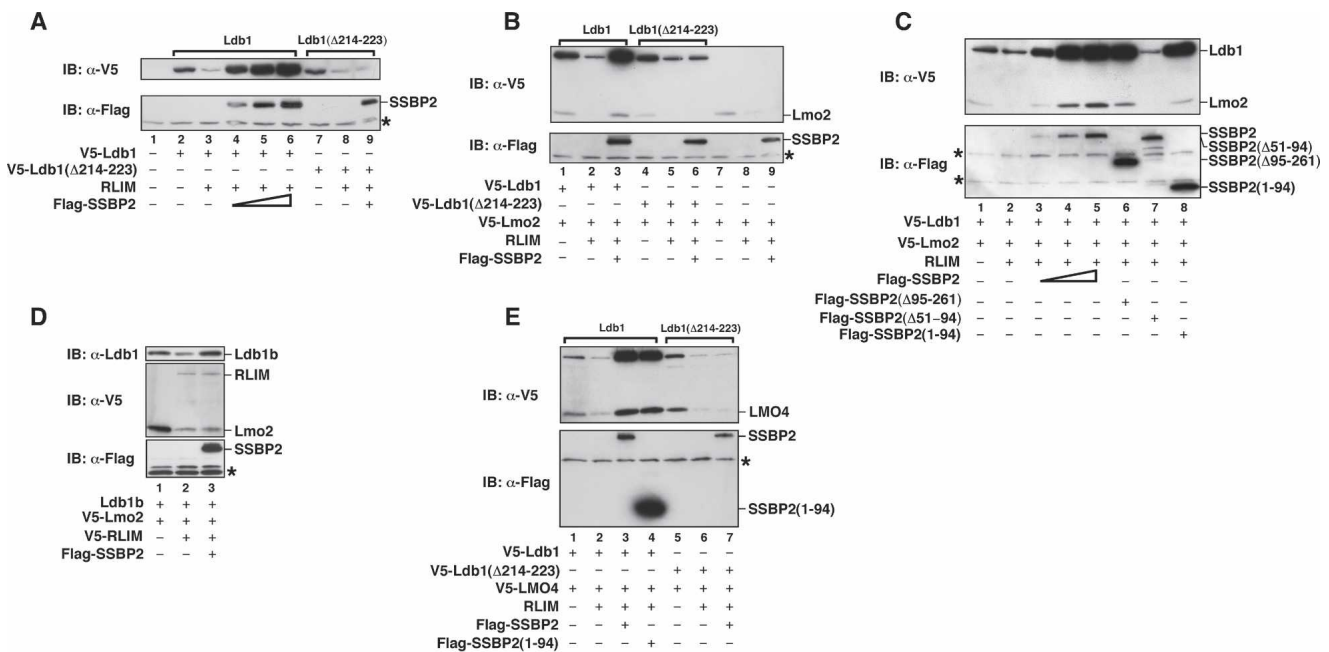 A
Ldb1 Ldb1(Δ214-223)
IB: α-V5
IB: α-Flag
SSBP2
*
1 2 3 4 5 6 7 8 9
V5-Ldb1 – + + + + + – – –
V5-Ldb1(Δ214-223) – – – – – – + + +
RLIM – – + + + + – + +
Flag-SSBP2 – – – – – +
B
Ldb1 Ldb1(Δ214-223)
IB: α-V5
Lmo2
IB: α-Flag
SSBP2
*
1 2 3 4 5 6 7 8 9
V5-Ldb1 + + + – – – – – –
V5-Ldb1(Δ214-223) – – – + + + – – –
V5-Lmo2 + + + + + + + + +
RLIM – + + – + + – + +
Flag-SSBP2 – – + – – + – – +
C
Ldb1
IB: α-V5
Lmo2
SSBP2
SSBP2(Δ51-94)
IB: α-Flag
SSBP2(Δ95-261)
*
*
SSBP2(1-94)
1 2 3 4 5 6 7 8
V5-Ldb1 + + + + + + + +
V5-Lmo2 + + + + + + + +
RLIM – + + + + + + +
Flag-SSBP2 – – – – –
Flag-SSBP2(Δ95-261) – – – – – + – –
Flag-SSBP2(Δ51–94) – – – – – – + –
Flag-SSBP2(1-94) – – – – – – – +
D
IB: α-Ldb1
Ldb1b
RLIM
IB: α-V5
Lmo2
SSBP2
IB: α-Flag
*
1 2 3
Ldb1b + + +
V5-Lmo2 + + +
V5-RLIM – + +
Flag-SSBP2 – – +
E
Ldb1 Ldb1(Δ214-223)
IB: α-V5
LMO4
SSBP2
*
IB: α-Flag
SSBP2(1-94)
1 2 3 4 5 6 7
V5-Ldb1 + + + + – – –
V5-Ldb1(Δ214-223) – – – – + + +
V5-LMO4 + + + + + + +
RLIM – + + + – + +
Flag-SSBP2 – – + – – – +
Flag-SSBP2(1-94) – – – + – – –